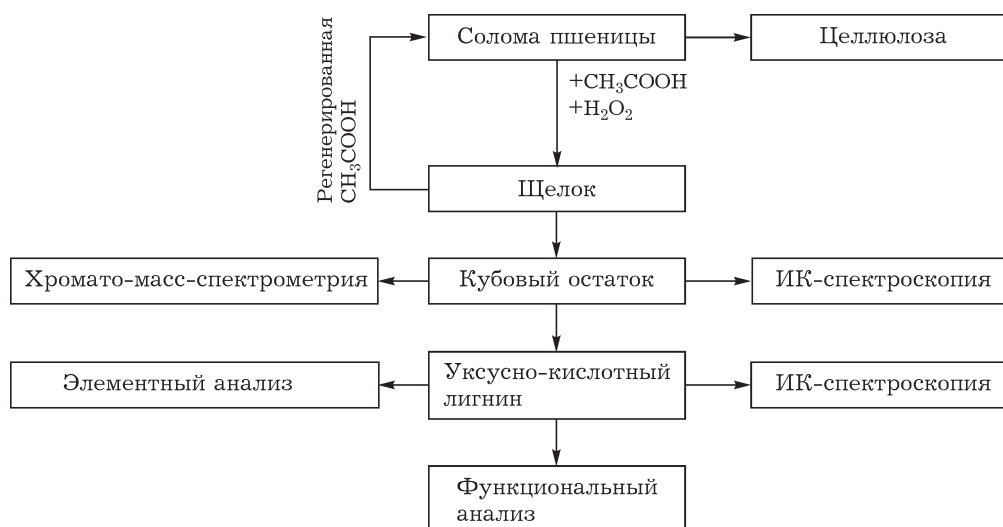 Солома пшеницы
Целлюлоза
Регенерированная
CH₃COOH
+CH₃COOH
+H₂O₂
Щелок
Хромато-масс-спектрометрия
Кубовый остаток
ИК-спектроскопия
Элементный анализ
Уксусно-кислотный
лигнин
ИК-спектроскопия
Функциональный
анализ